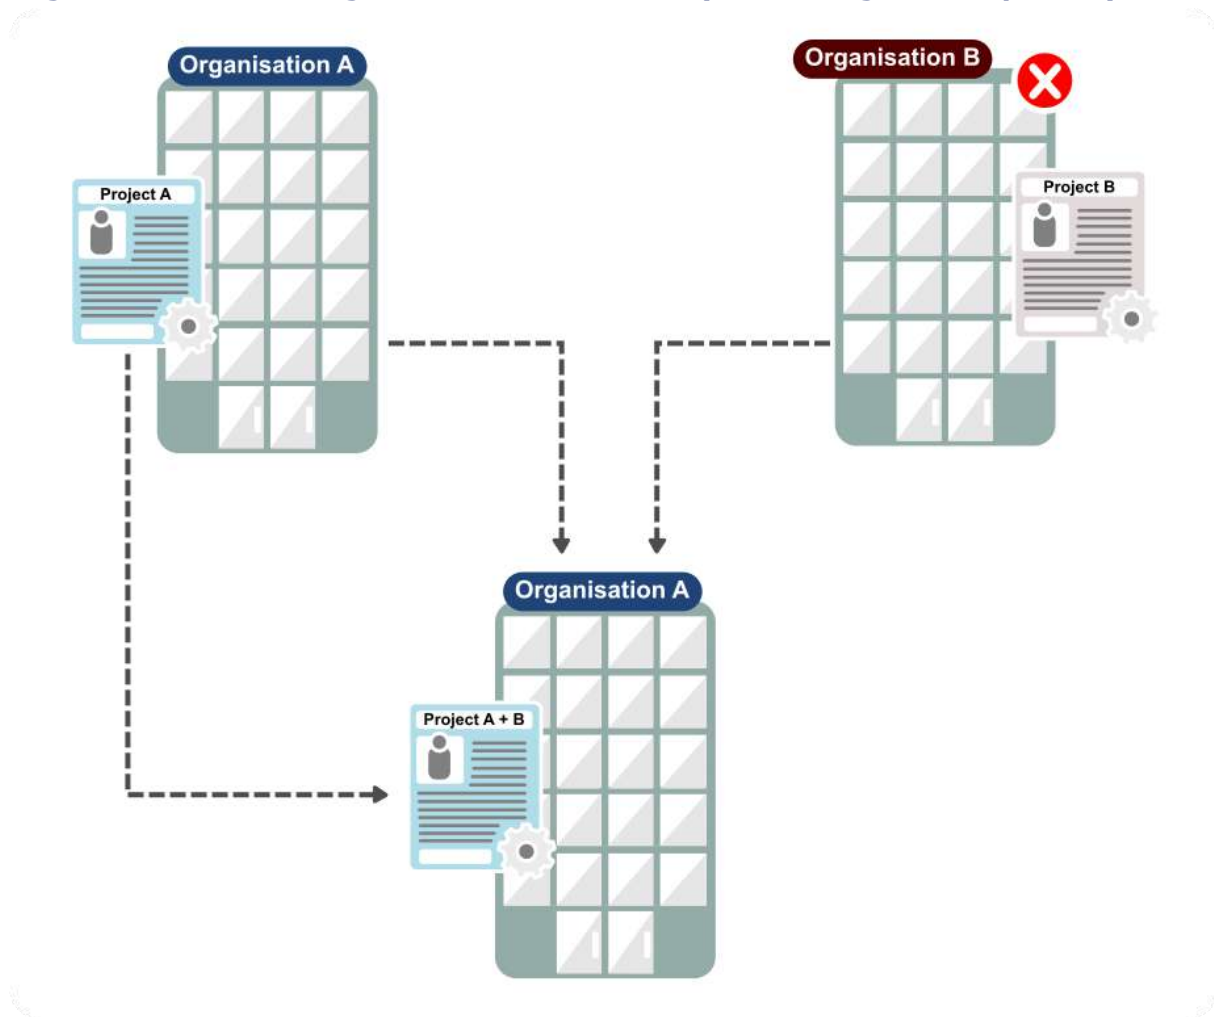 Organisation A
Organisation B
Project A
Project B
Organisation A
Project A + B